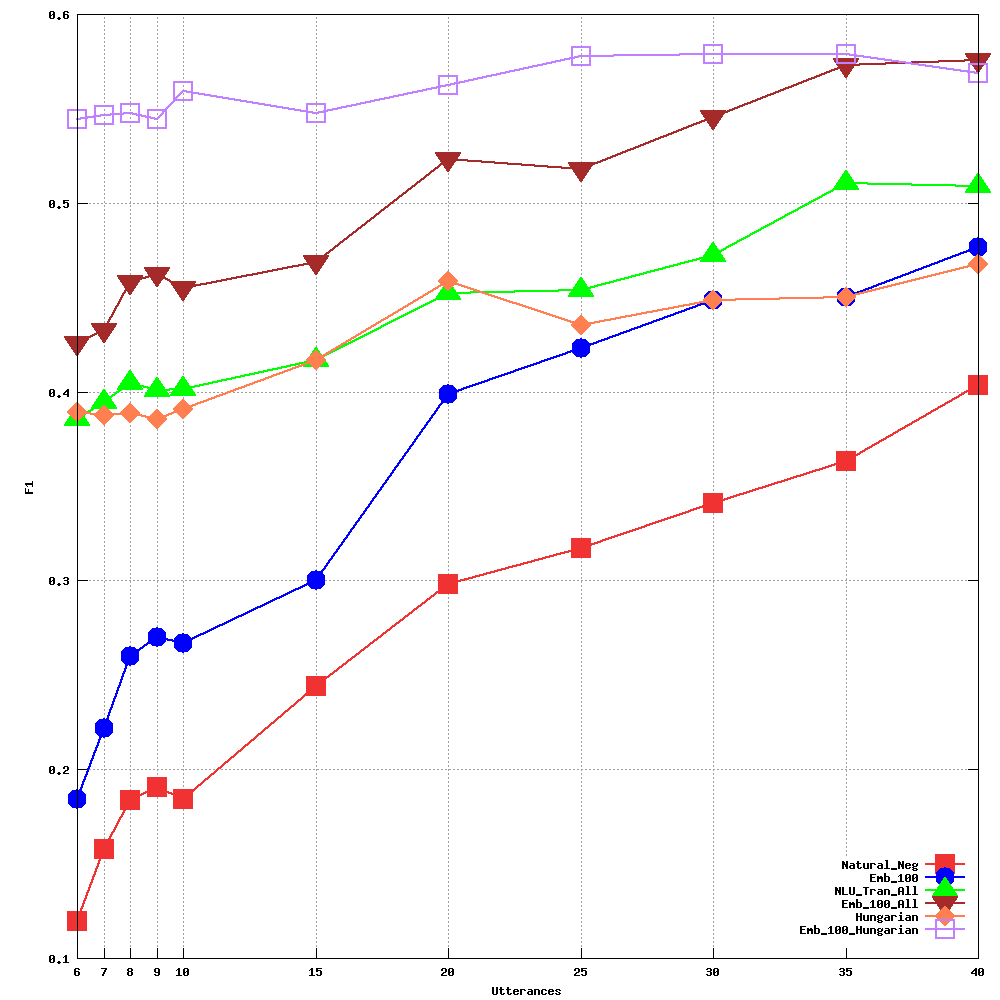 0.6
0.5
0.4
F1
0.3
0.2
Natural_Neg
Emb_100
NLU_Tran_All
Emb_100_All
Hungarian
Emb_100_Hungarian
0.1
6 7 8 9 10 15 20 25 30 35 40
Utterances